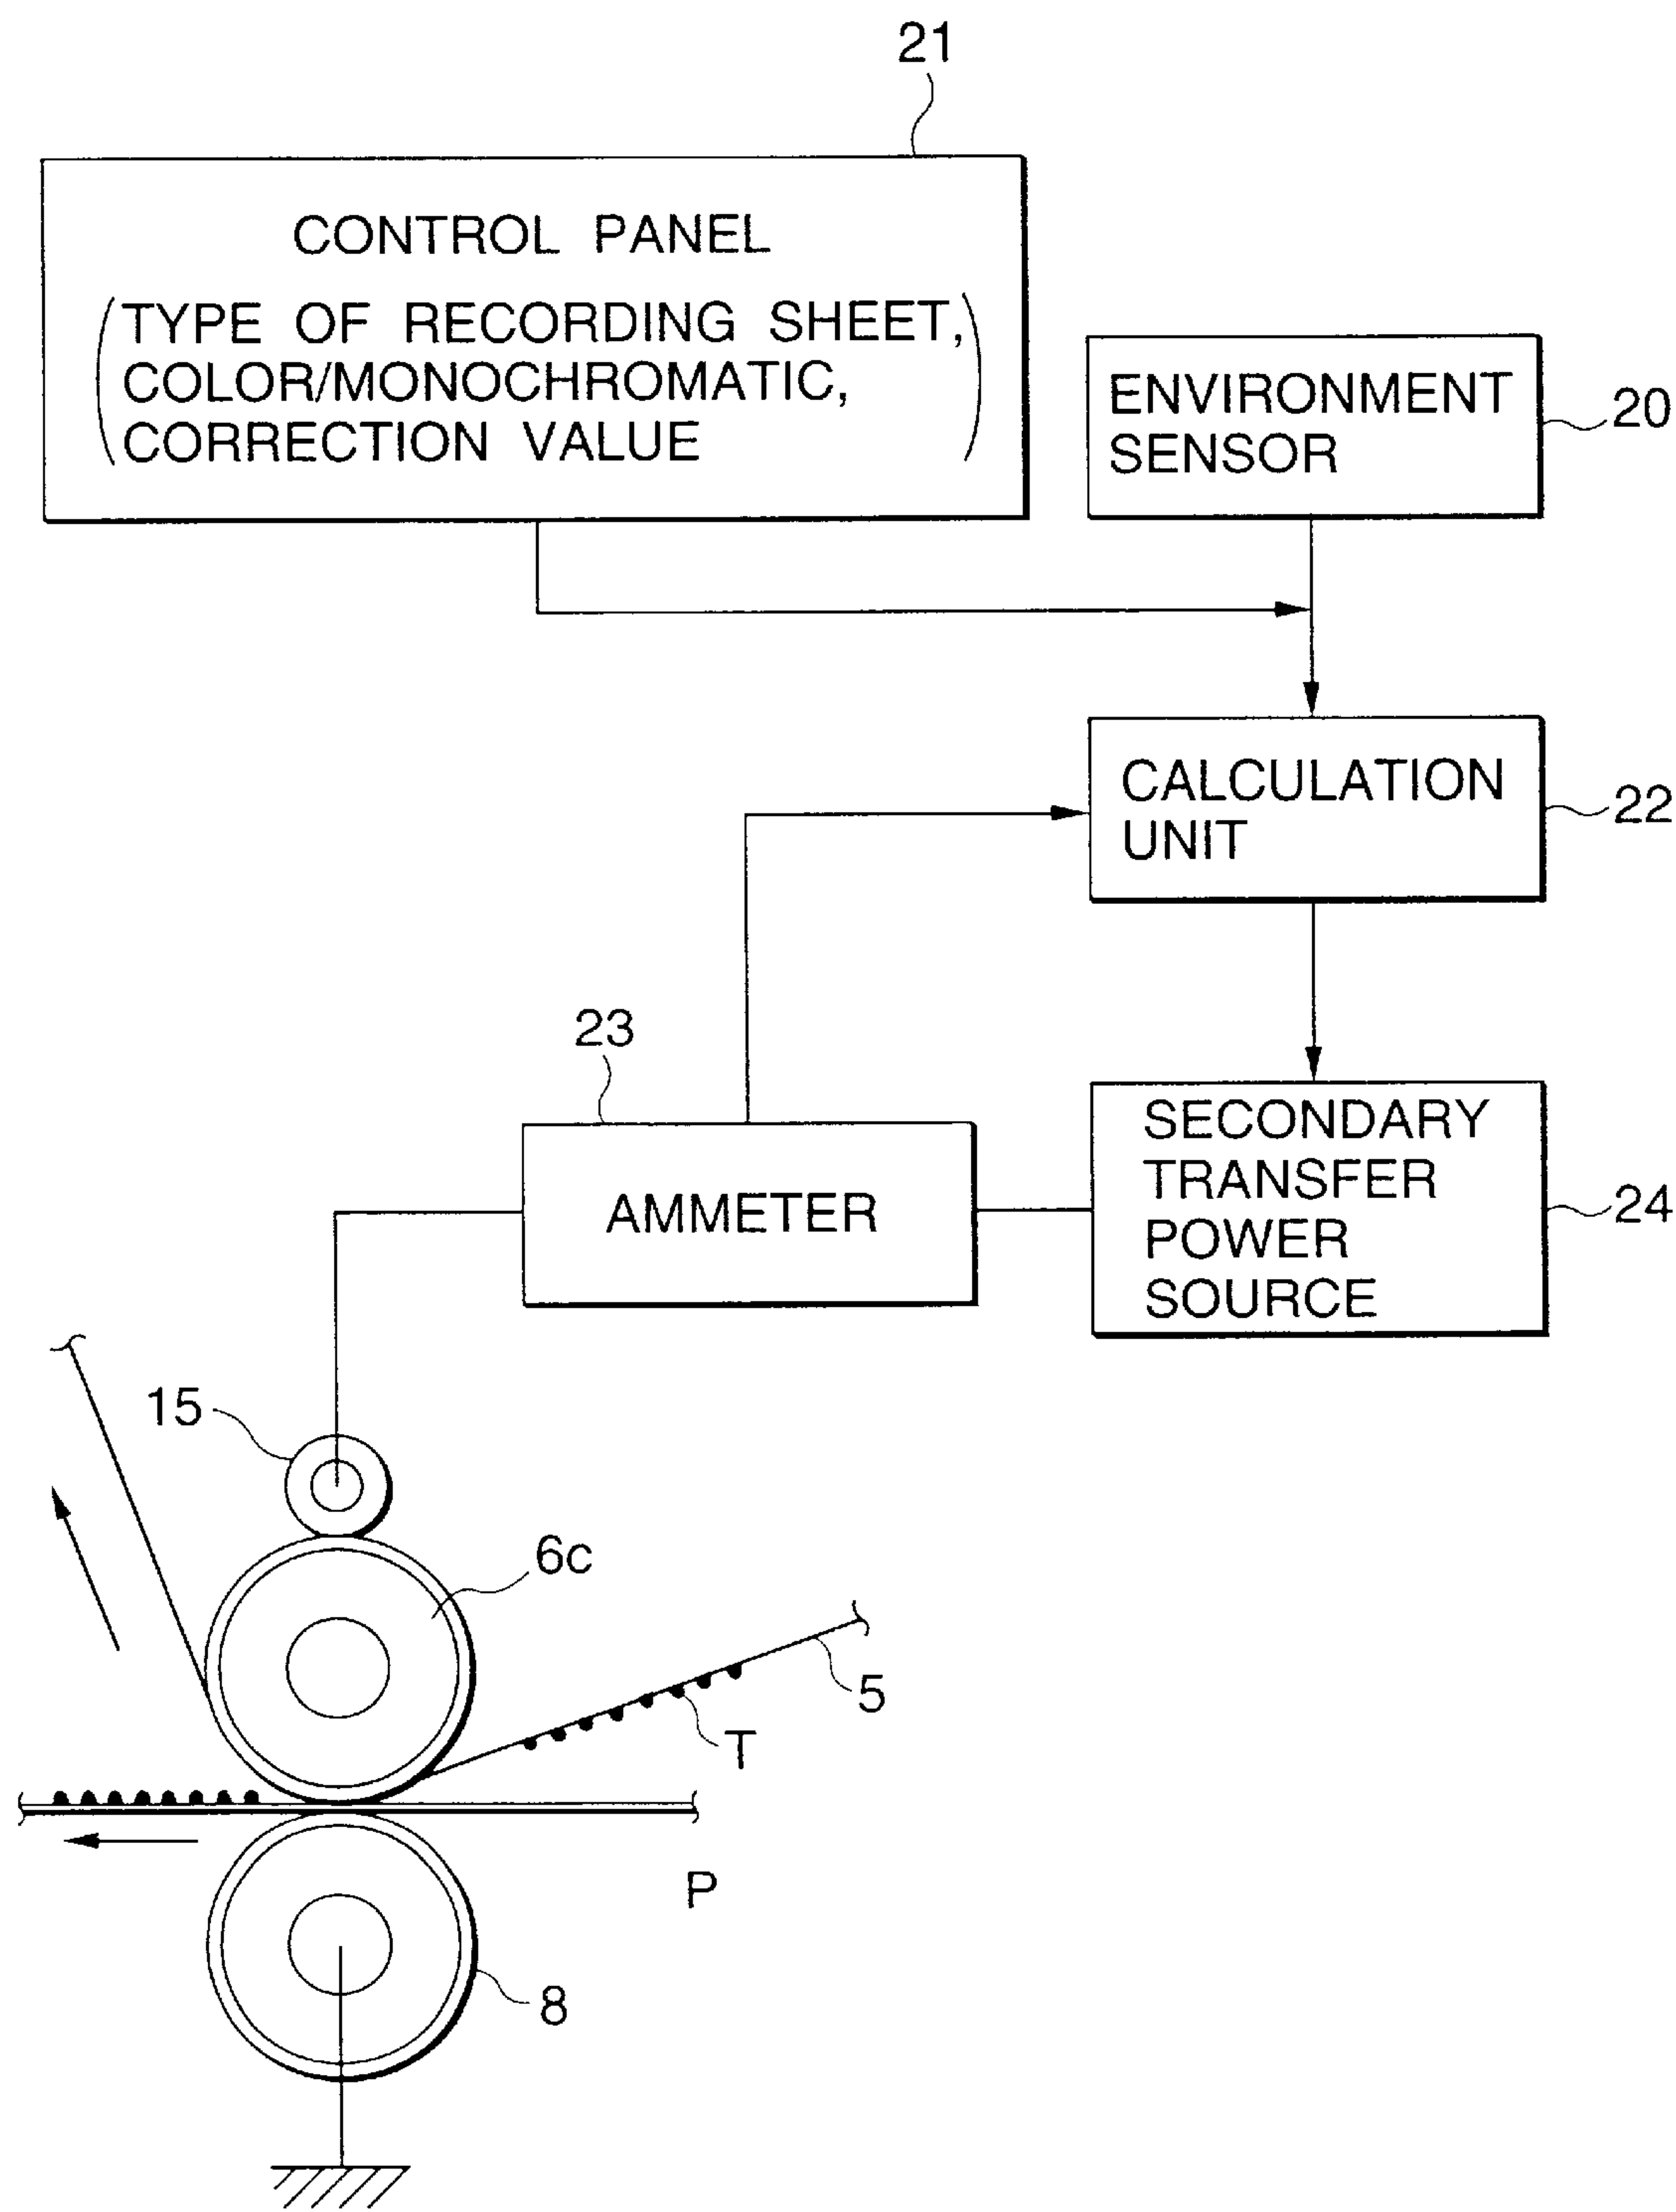 21
CONTROL PANEL
(TYPE OF RECORDING SHEET,
COLOR/MONOCHROMATIC,
CORRECTION VALUE)
ENVIRONMENT
SENSOR
20
CALCULATION
UNIT
22
23
AMMETER
SECONDARY
TRANSFER
POWER
SOURCE
24
15
6c
5
T
P
8